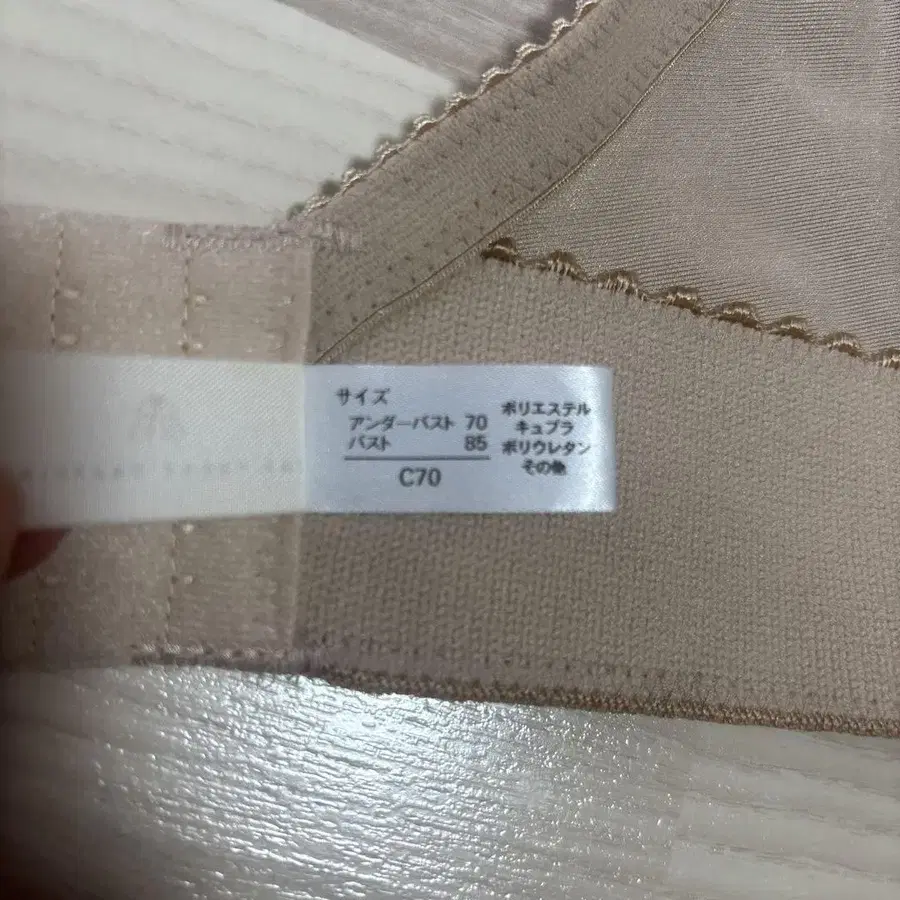 サイズ
アンダーバスト 70
バスト 85
C70
ポリエステル
キュプラ
ポリウレタン
その他